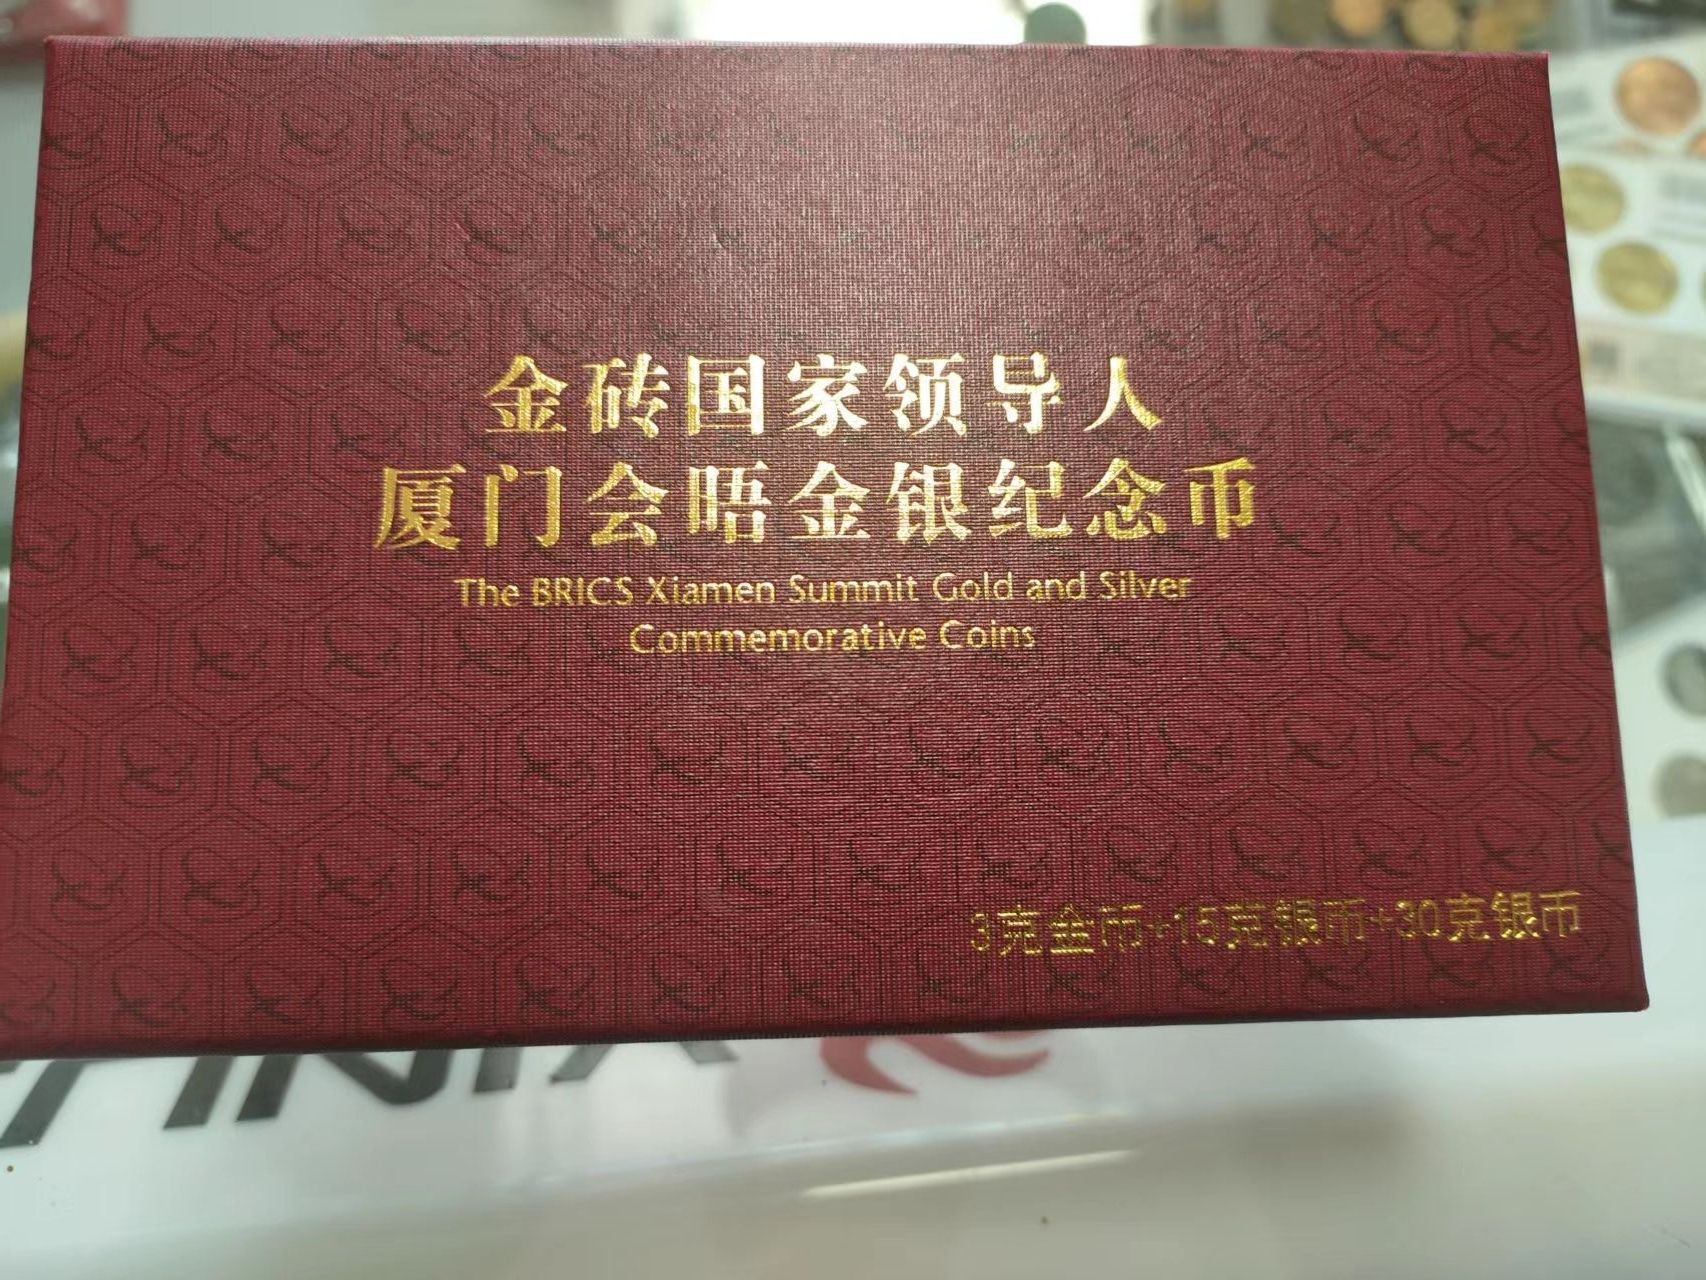 金砖国家领导人
厦门会晤金银纪念币
The BRICS Xiamen Summit Gold and Silver
Commemorative Coins
3克金币+15克银币+30克银币